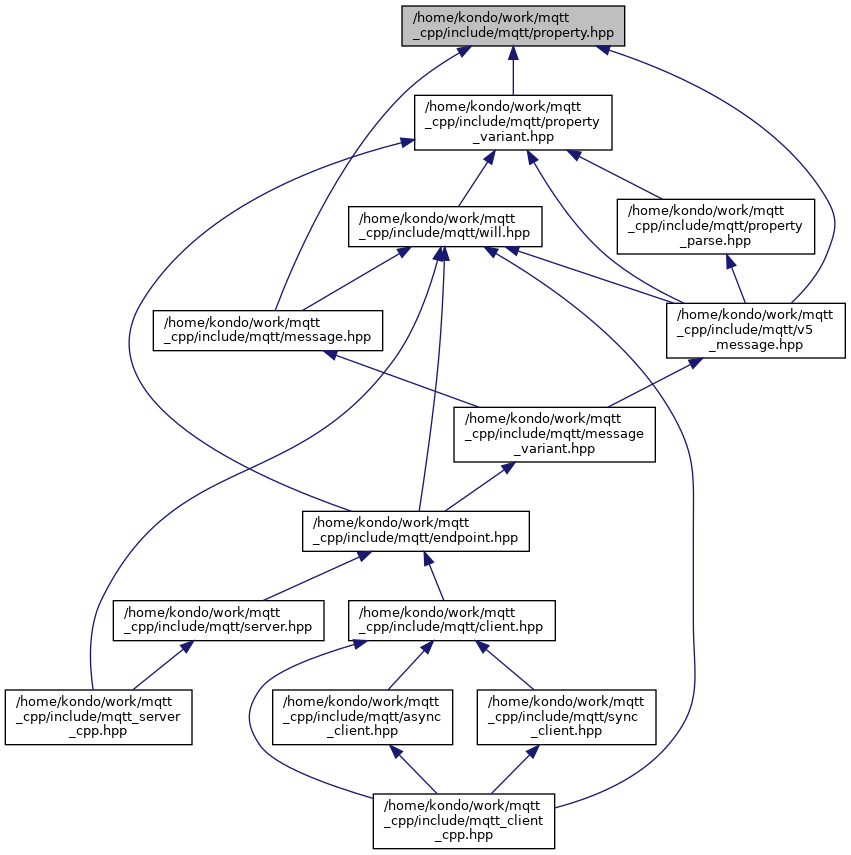 /home/kondo/work/mqtt
_cpp/include/mqtt/property.hpp
/home/kondo/work/mqtt
_cpp/include/mqtt/property
_variant.hpp
/home/kondo/work/mqtt
_cpp/include/mqtt/property
_parse.hpp
/home/kondo/work/mqtt
_cpp/include/mqtt/will.hpp
/home/kondo/work/mqtt
_cpp/include/mqtt/message.hpp
/home/kondo/work/mqtt
_cpp/include/mqtt/v5
_message.hpp
/home/kondo/work/mqtt
_cpp/include/mqtt/message
_variant.hpp
/home/kondo/work/mqtt
_cpp/include/mqtt/endpoint.hpp
/home/kondo/work/mqtt
_cpp/include/mqtt/server.hpp
/home/kondo/work/mqtt
_cpp/include/mqtt/client.hpp
/home/kondo/work/mqtt
_cpp/include/mqtt_server
_cpp.hpp
/home/kondo/work/mqtt
_cpp/include/mqtt/async
_client.hpp
/home/kondo/work/mqtt
_cpp/include/mqtt/sync
_client.hpp
/home/kondo/work/mqtt
_cpp/include/mqtt_client
_cpp.hpp